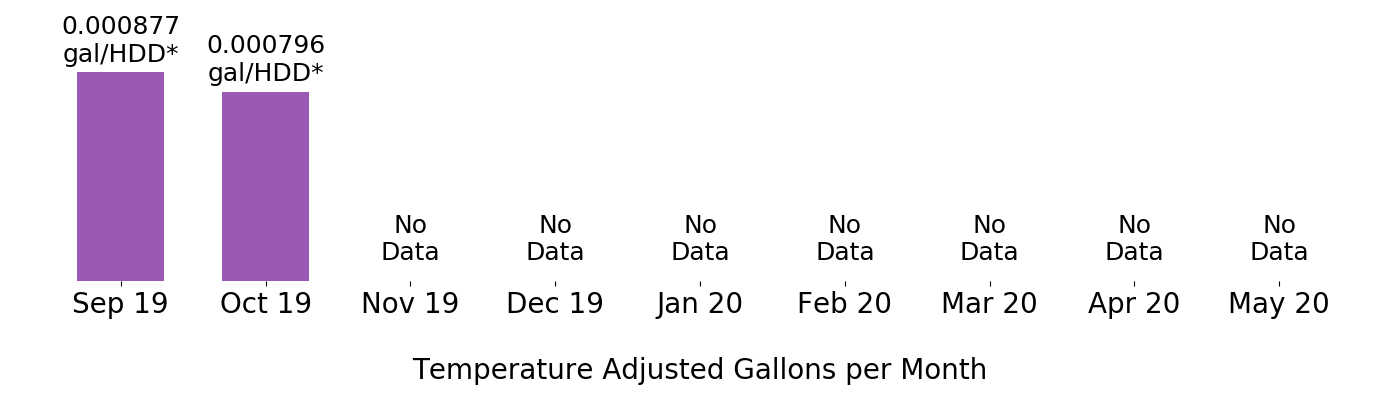 0.000877
gal/HDD*
0.000796
gal/HDD*
No
Data
No
Data
No
Data
No
Data
No
Data
No
Data
No
Data
Sep 19
Oct 19
Nov 19
Dec 19
Jan 20
Feb 20
Mar 20
Apr 20
May 20
Temperature Adjusted Gallons per Month